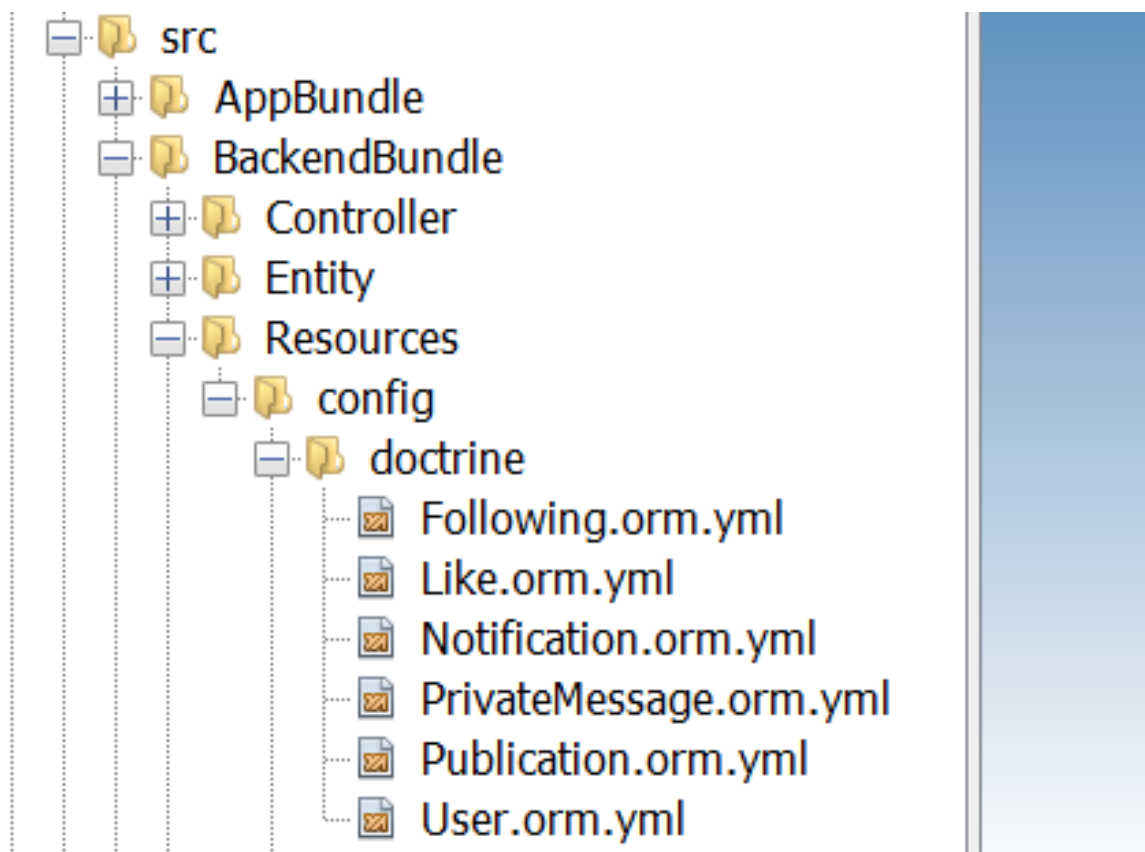 src
AppBundle
BackendBundle
Controller
Entity
Resources
config
doctrine
Following.orm.yml
Like.orm.yml
Notification.orm.yml
PrivateMessage.orm.yml
Publication.orm.yml
User.orm.yml